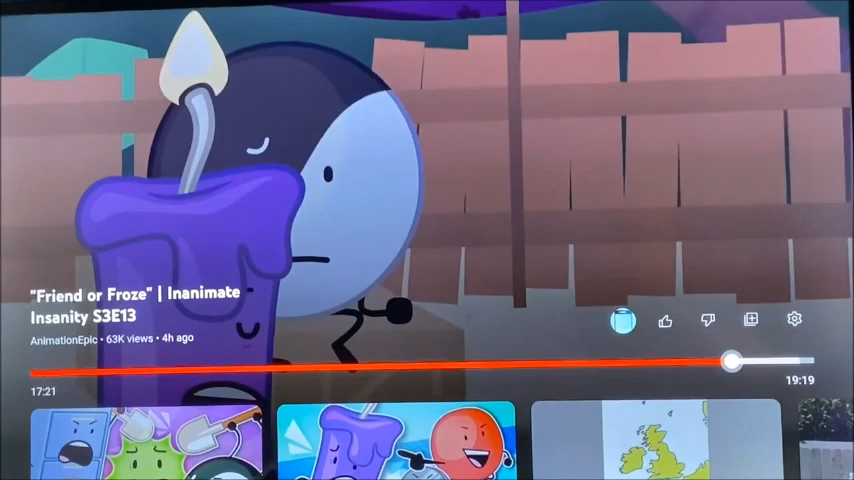 "Friend or Froze" | Inanimate
Insanity S3E13
AnimationEpic • 63K views • 4h ago
17:21
19:19